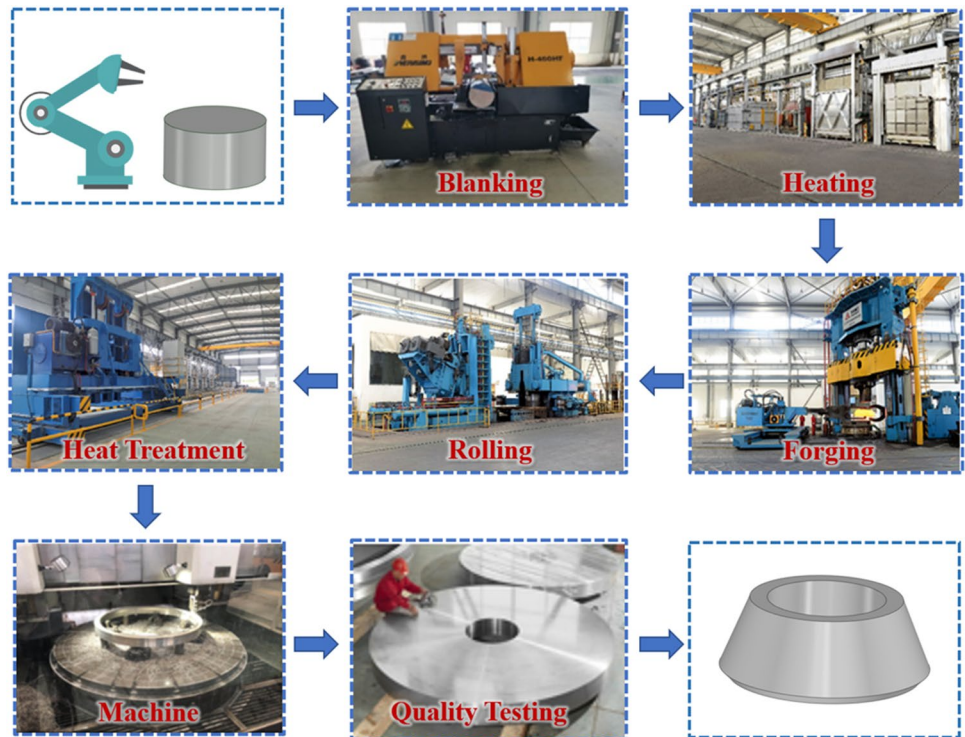 Blanking
Heating
Heat Treatment
Rolling
Forging
Machine
Quality Testing